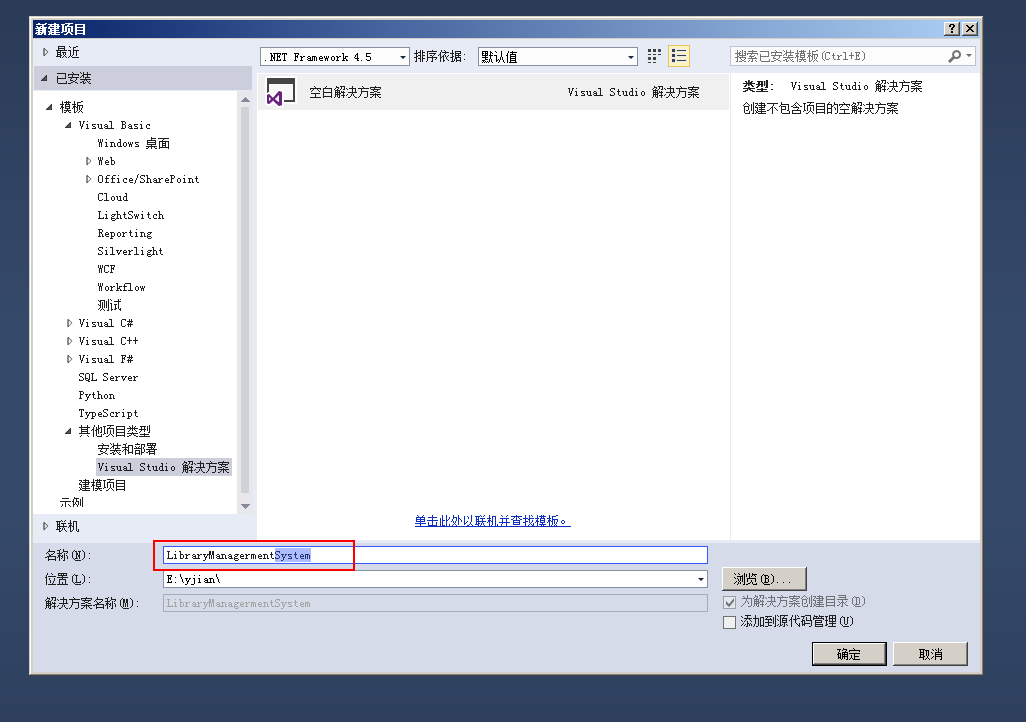 新建项目
最近
.NET Framework 4.5 排序依据: 默认值
搜索已安装模板(Ctrl+E)
已安装
模板
Visual Basic
Windows 桌面
Web
Office/SharePoint
Cloud
LightSwitch
Reporting
Silverlight
WCF
Workflow
测试
Visual C#
Visual C++
Visual F#
SQL Server
Python
TypeScript
其他项目类型
安装和部署
Visual Studio 解决方案
建模项目
示例
联机
空白解决方案 Visual Studio 解决方案
单击此处以联机并查找模板。
类型: Visual Studio 解决方案
创建不包含项目的空解决方案
名称(N): LibraryManagermentSystem
位置(L): E:\yjian\ 浏览(B)...
解决方案名称(M): LibraryManagermentSystem
为解决方案创建目录(D)
添加到源代码管理(U)
确定 取消